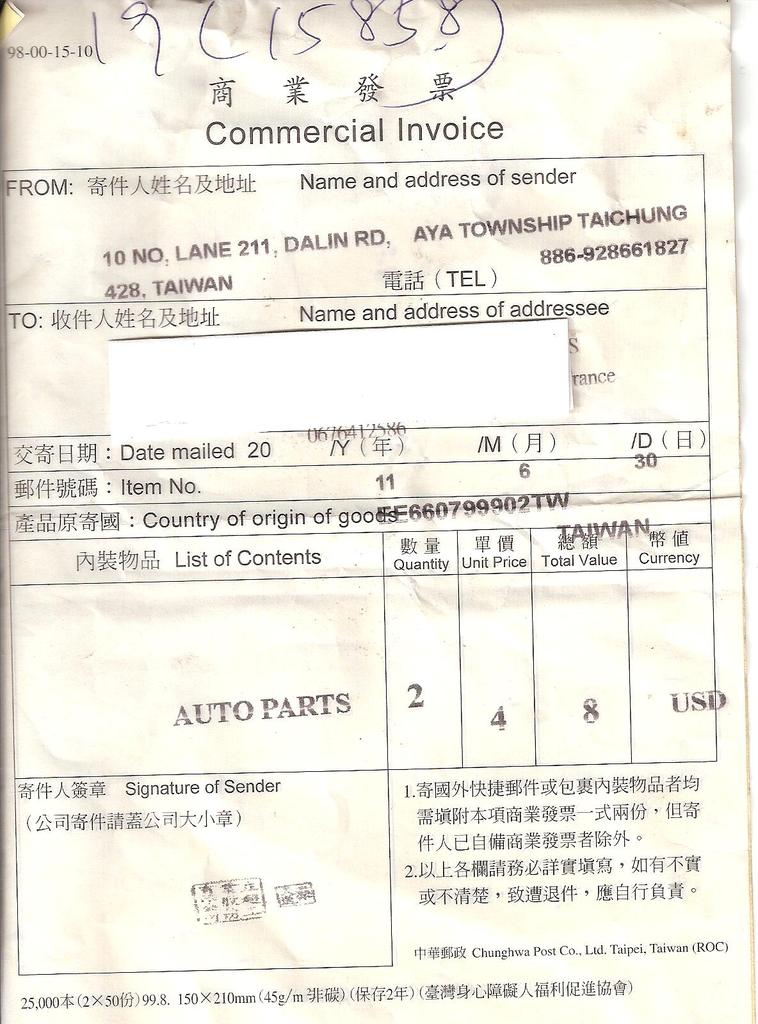 98-00-15-10
19 (15858)
商業發票
Commercial Invoice
FROM: 寄件人姓名及地址 Name and address of sender
10 NO, LANE 211, DALIN RD, AYA TOWNSHIP TAICHUNG
428, TAIWAN 886-928661827
電話（TEL）
TO: 收件人姓名及地址 Name and address of addressee
S
rance
0676412586
交寄日期：Date mailed 20 /Y（年） /M（月） /D（日）
11 6 30
郵件號碼：Item No.
EE660799902TW
產品原寄國：Country of origin of goods
TAIWAN
內裝物品 List of Contents 數量 Quantity 單價 Unit Price 總額 Total Value 幣值 Currency
AUTO PARTS 2 4 8 USD
寄件人簽章 Signature of Sender
（公司寄件請蓋公司大小章）
1.寄國外快捷郵件或包裹內裝物品者均
需填附本項商業發票一式兩份，但寄
件人已自備商業發票者除外。
2.以上各欄請務必詳實填寫，如有不實
或不清楚，致遭退件，應自行負責。
中華郵政 Chunghwa Post Co., Ltd. Taipei, Taiwan (ROC)
25,000本(2×50份)99.8. 150×210mm(45g/m²非碳)(保存2年)(臺灣身心障礙人福利促進協會)